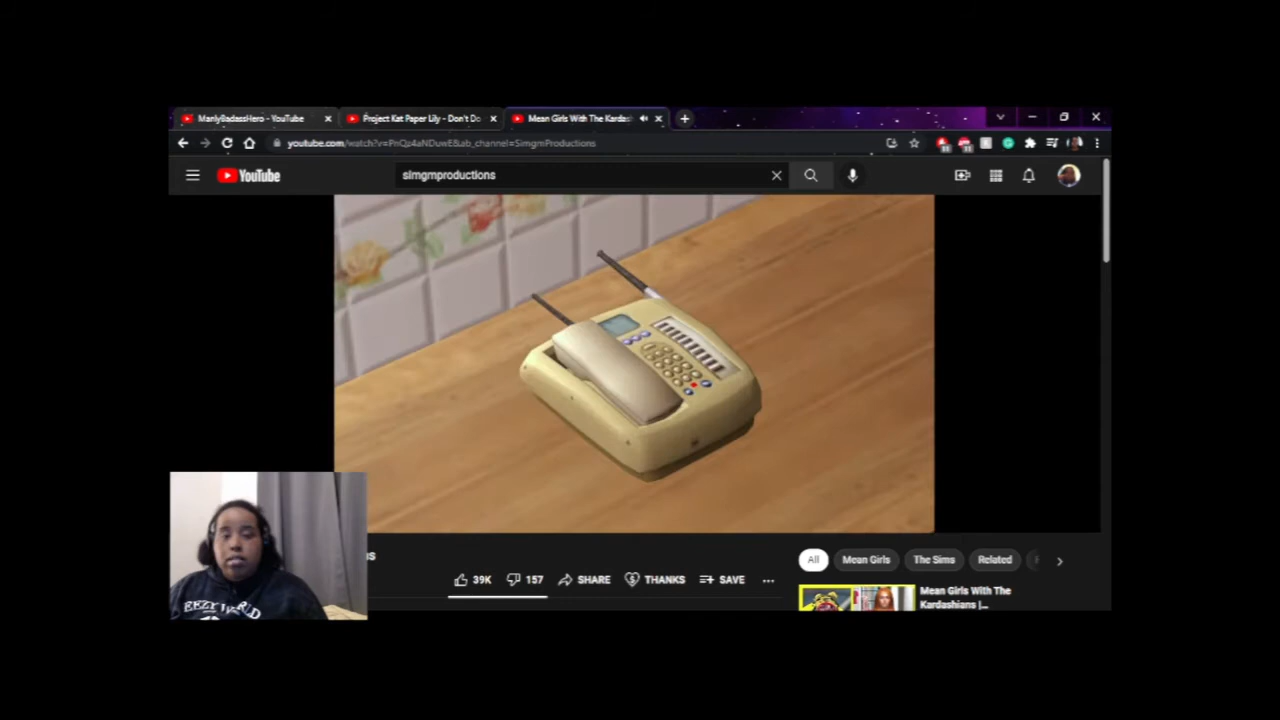 ManlyBadassHero - YouTube
Project Kat Paper Lily - Don't Do
Mean Girls With The Kardas
youtube.com/watch?v=PnQz4aNDuwE&ab_channel=SimgmProductions
YouTube
simgmproductions
39K
157
SHARE
THANKS
SAVE
All
Mean Girls
The Sims
Related
Mean Girls With The
Kardashians |...